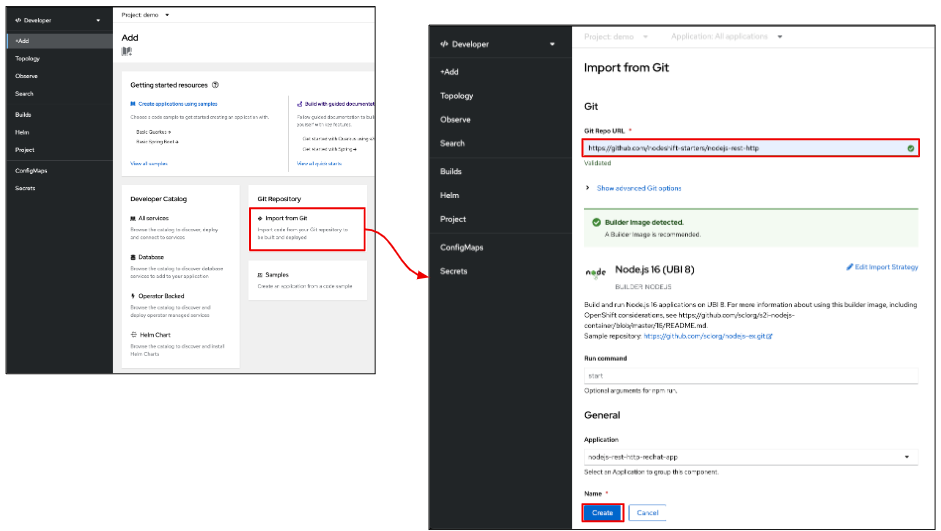 Developer
+Add
Topology
Observe
Search
Builds
Helm
Project
ConfigMaps
Secrets
Project: demo
Add
Getting started resources
Create applications using samples
Choose a code sample to get started creating an application with.
Basic Quarkus
Basic Spring Boot
View all samples
Build with guided documentation
Follow guided documentation
yourself with key features.
Get started with Quarkus using
Get started with Spring
View all quick starts
Developer Catalog
All services
Browse the catalog to discover, deploy
and connect to services
Database
Browse the catalog to discover database
services to add to your application
Operator Backed
Browse the catalog to discover and
deploy operator managed services
Helm Chart
Browse the catalog to discover and install
Helm Charts
Git Repository
Import from Git
Import code from your Git repository to
be built and deployed
Samples
Create an application from a code sample
Developer
+Add
Topology
Observe
Search
Builds
Helm
Project
ConfigMaps
Secrets
Project: demo Application: All applications
Import from Git
Git
Git Repo URL *
https://github.com/nodeshift-starters/nodejs-rest-http
Validated
Show advanced Git options
Builder Image detected.
A Builder Image is recommended.
node
Node.js 16 (UBI 8)
Edit Import Strategy
BUILDER NODEJS
Build and run Node.js 16 applications on UBI 8. For more information about using this builder image, including
OpenShift considerations, see https://github.com/sclorg/s2i-nodejs-
container/blob/master/16/README.md.
Sample repository: https://github.com/sclorg/nodejs-ex.git
Run command
start
Optional arguments for npm run.
General
Application
nodejs-rest-http-rechat-app
Select an Application to group this component.
Name *
Create Cancel